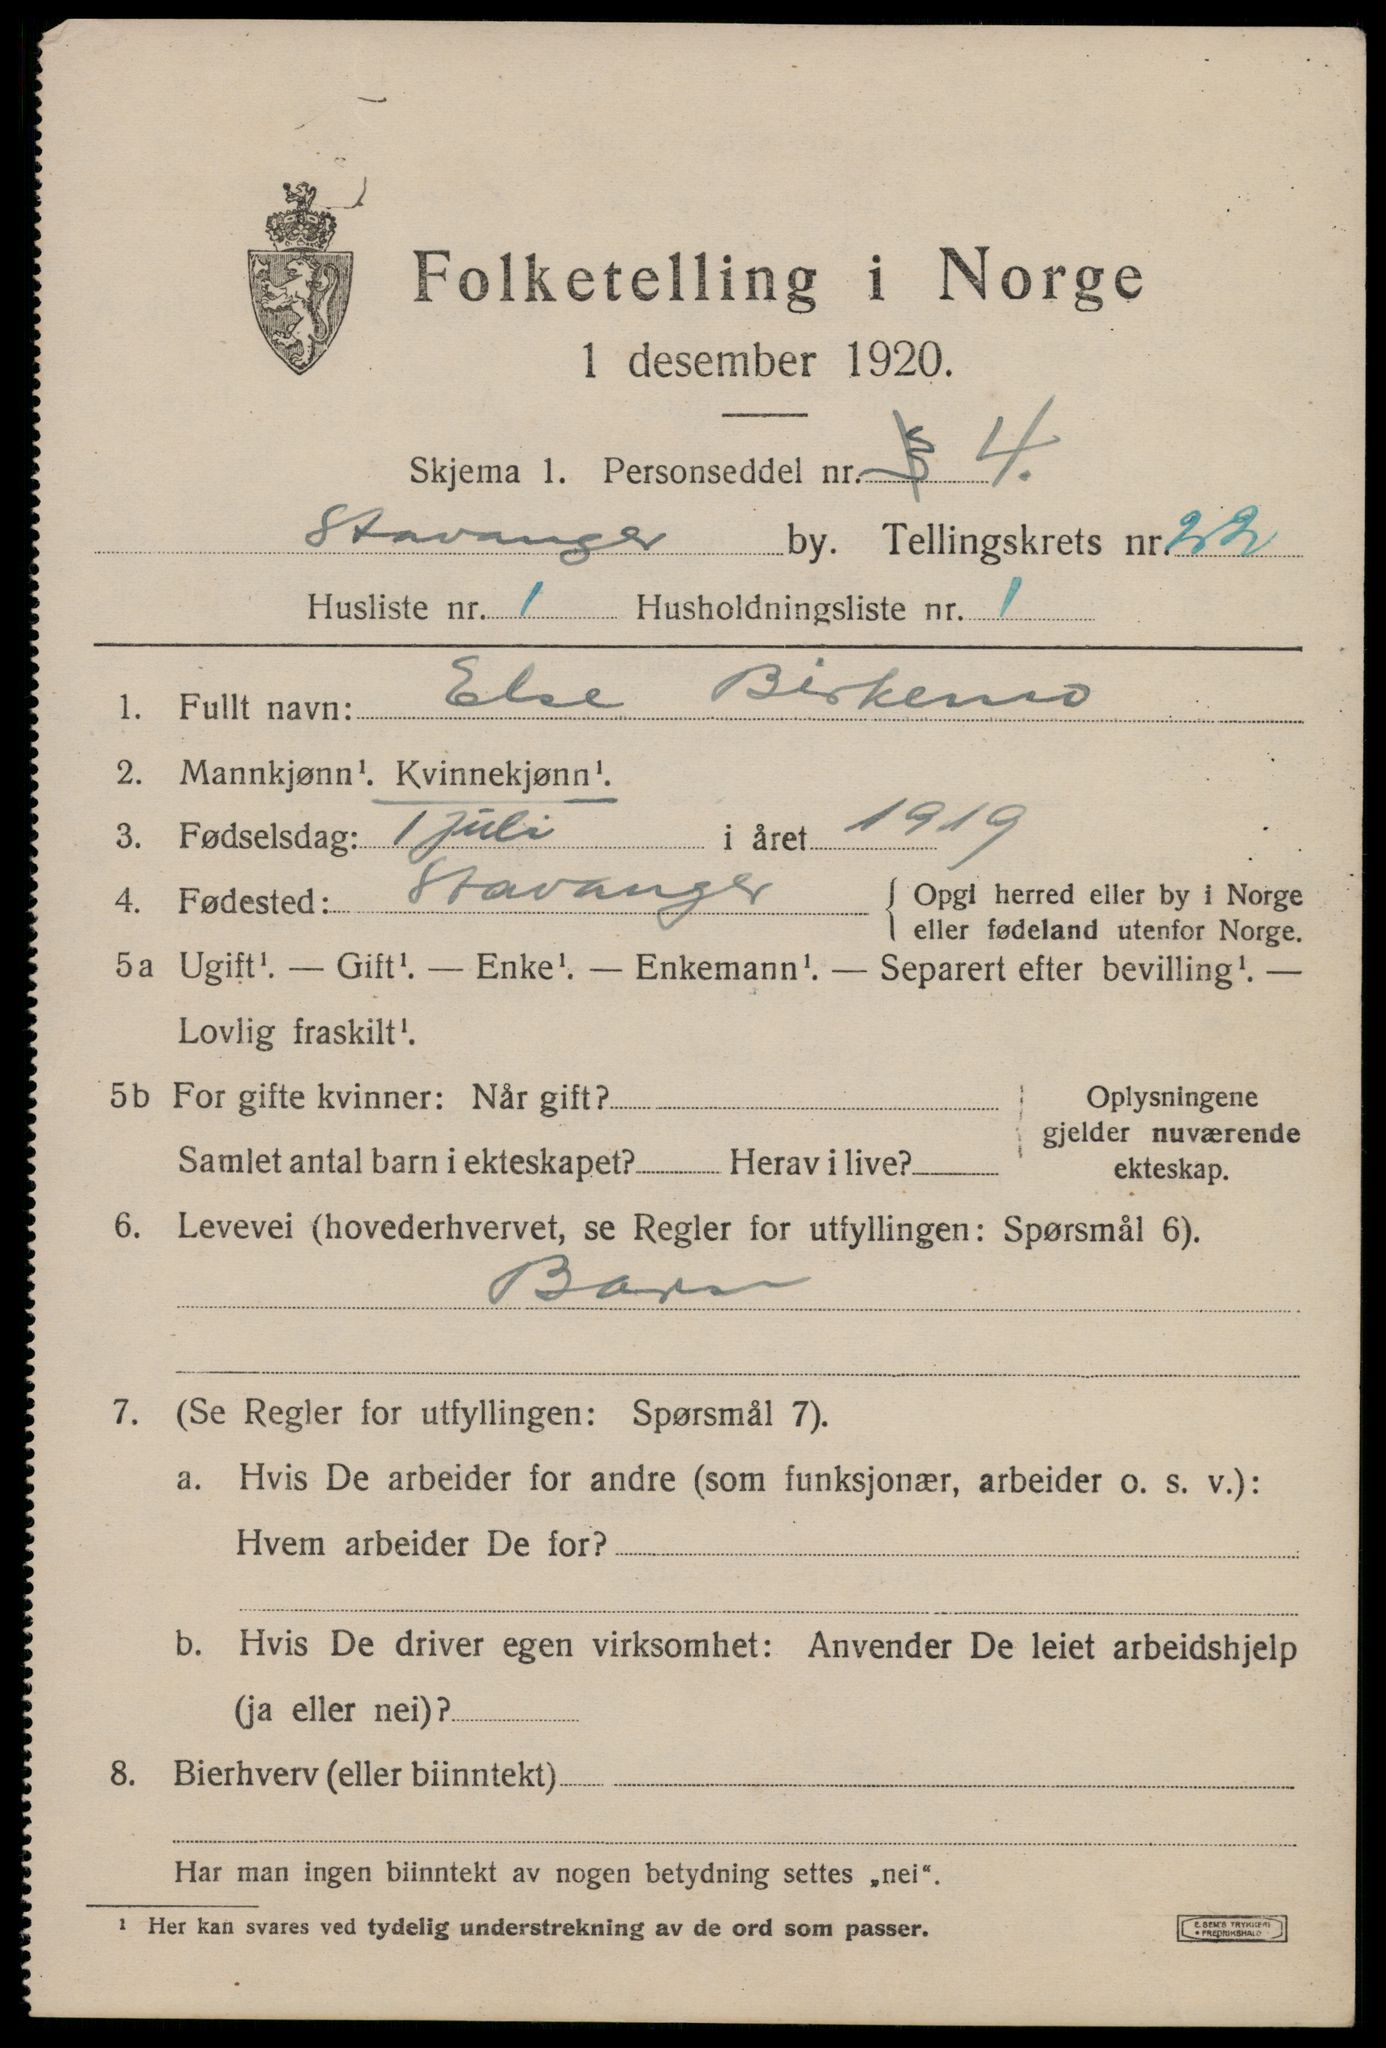 Folketelling i Norge
1 desember 1920.
Skjema 1. Personseddel nr. 4.
Stavanger by. Tellingskrets nr. 22
Husliste nr. 1 Husholdningsliste nr. 1
1. Fullt navn: Else Birkemo
2. Mannkjønn¹. Kvinnekjønn¹.
3. Fødselsdag: 1 juli i året 1919
4. Fødested: Stavanger { Opgi herred eller by i Norge
eller fødeland utenfor Norge.
5a Ugift¹. — Gift¹. — Enke¹. — Enkemann¹. — Separert efter bevilling¹. —
Lovlig fraskilt¹.
5b For gifte kvinner: Når gift? Oplysningene
gjelder nuværende
Samlet antal barn i ekteskapet? Herav i live? ekteskap.
6. Levevei (hovederhvervet, se Regler for utfyllingen: Spørsmål 6).
Barn
7. (Se Regler for utfyllingen: Spørsmål 7).
a. Hvis De arbeider for andre (som funksjonær, arbeider o. s. v.):
Hvem arbeider De for?
b. Hvis De driver egen virksomhet: Anvender De leiet arbeidshjelp
(ja eller nei)?
8. Bierhverv (eller biinntekt)
Har man ingen biinntekt av nogen betydning settes „nei“.
¹ Her kan svares ved tydelig understrekning av de ord som passer.
E. SEM'S TRYKKERI
• FREDRIKSHALD